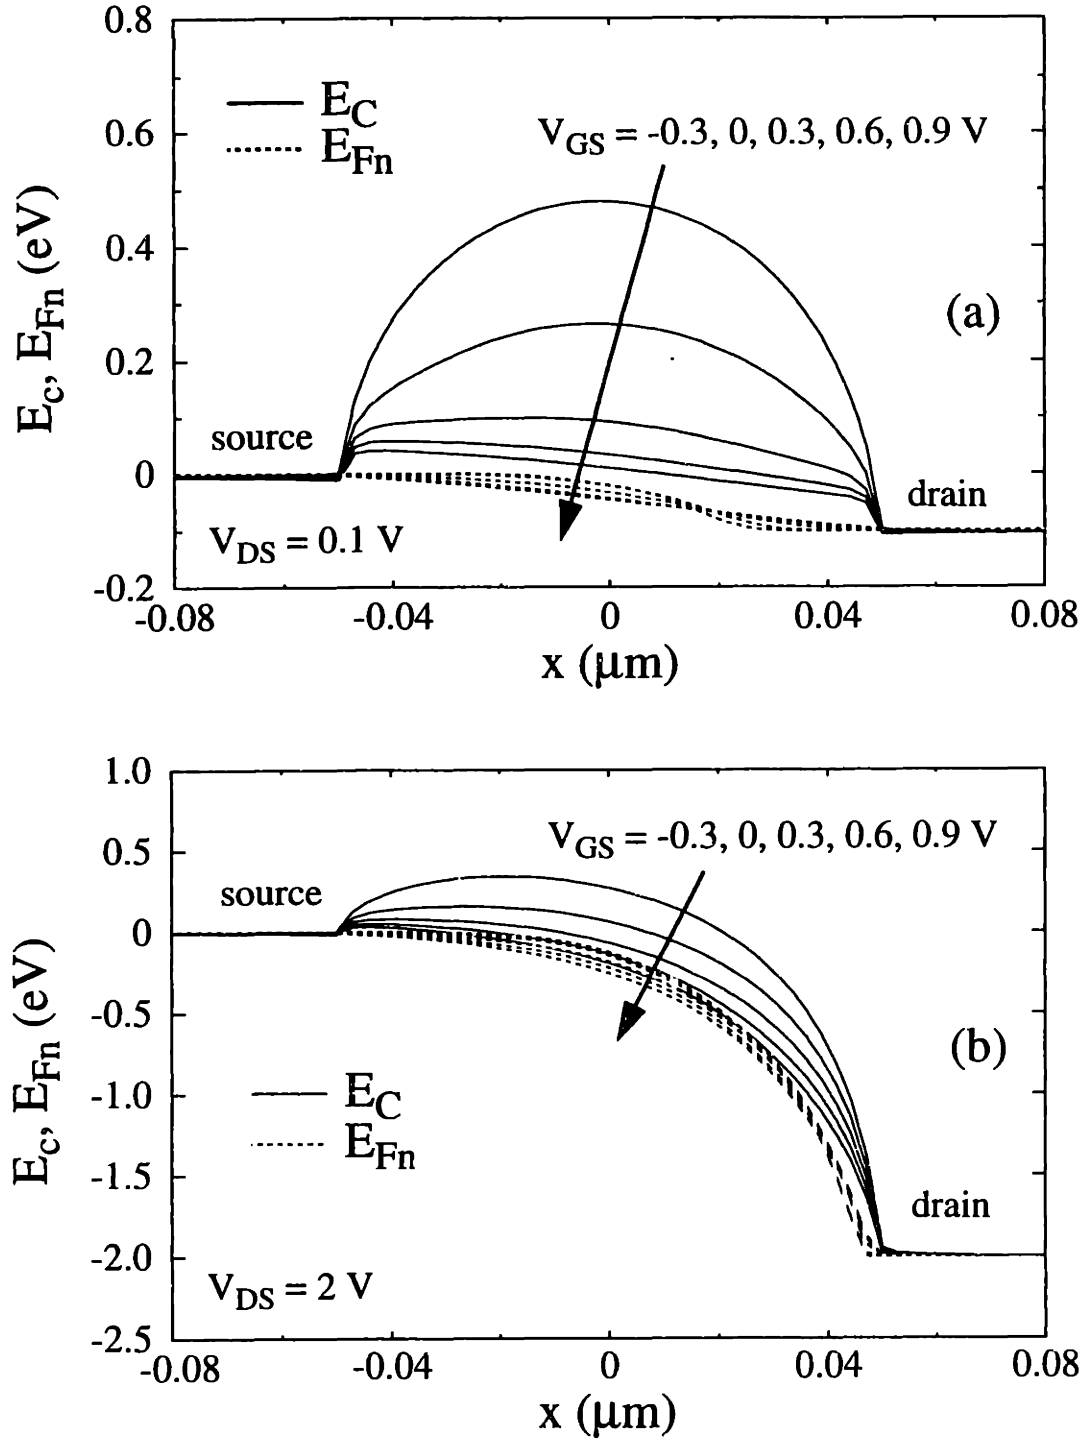 0.8
0.6
0.4
0.2
0
-0.2
E_C, E_Fn (eV)
E_C
E_Fn
V_GS = -0.3, 0, 0.3, 0.6, 0.9 V
(a)
source
drain
V_DS = 0.1 V
-0.08 -0.04 0 0.04 0.08
x (μm)
1.0
0.5
0
-0.5
-1.0
-1.5
-2.0
-2.5
E_C, E_Fn (eV)
V_GS = -0.3, 0, 0.3, 0.6, 0.9 V
source
(b)
E_C
E_Fn
drain
V_DS = 2 V
-0.08 -0.04 0 0.04 0.08
x (μm)